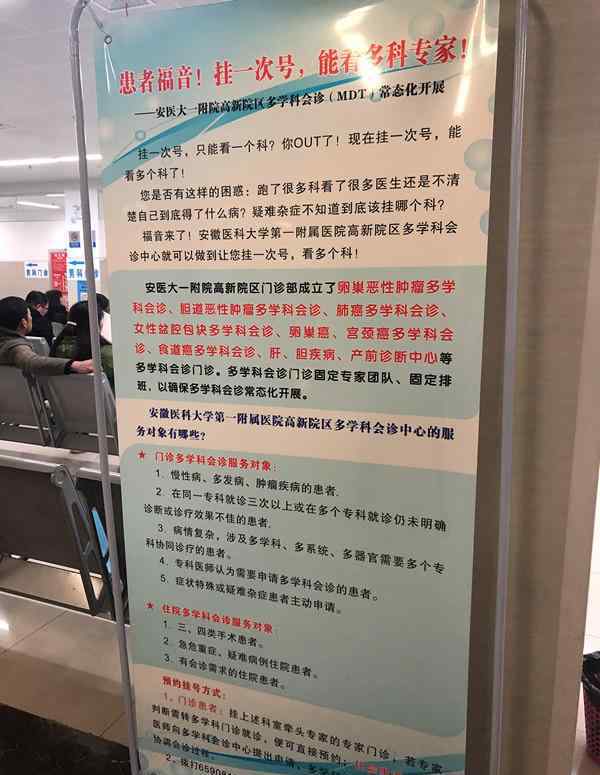 患者福音！挂一次号，能看多科专家！
——安医大一附院高新院区多学科会诊（MDT）常态化开展
挂一次号，只能看一个科？你OUT了！现在挂一次号，能
看多个科了！
您是否有这样的困惑：跑了很多科看了很多医生还是不清
楚自己到底得了什么病？疑难杂症不知道到底该挂哪个科？
福音来了！安徽医科大学第一附属医院高新院区多学科会
诊中心就可以做到让您挂一次号，看多个科！
安医大一附院高新院区门诊部成立了卵巢恶性肿瘤多学
科会诊、胆道恶性肿瘤多学科会诊、肺癌多学科会诊、
女性盆腔包块多学科会诊、卵巢癌、宫颈癌多学科会
诊、食道癌多学科会诊、肝、胆疾病、产前诊断中心等
多学科会诊门诊。多学科会诊门诊固定专家团队、固定排
班，以确保多学科会诊常态化开展。
安徽医科大学第一附属医院高新院区多学科会诊中心的服
务对象有哪些？
★ 门诊多学科会诊服务对象：
1．慢性病、多发病、肿瘤疾病的患者.
2．在同一专科就诊三次以上或在多个专科就诊仍未明确
诊断或诊疗效果不佳的患者.
3．病情复杂，涉及多学科、多系统、多器官需要多个专
科协同诊疗的患者。
4．专科医师认为需要申请多学科会诊的患者。
5．症状特殊或疑难杂症患者主动申请。
★ 住院多学科会诊服务对象：
1．三、四类手术患者。
2．急危重症、疑难病例住院患者。
3．有会诊需求的住院患者。
预约挂号方式：
1、门诊患者：挂上述科室牵头专家的专家门诊，若专家
判断需转多学科门诊就诊，便可直接预约；
医师向多学科会诊中心提出申请，多学
协调会诊过程。
2、拨打65908
男科门诊
男科